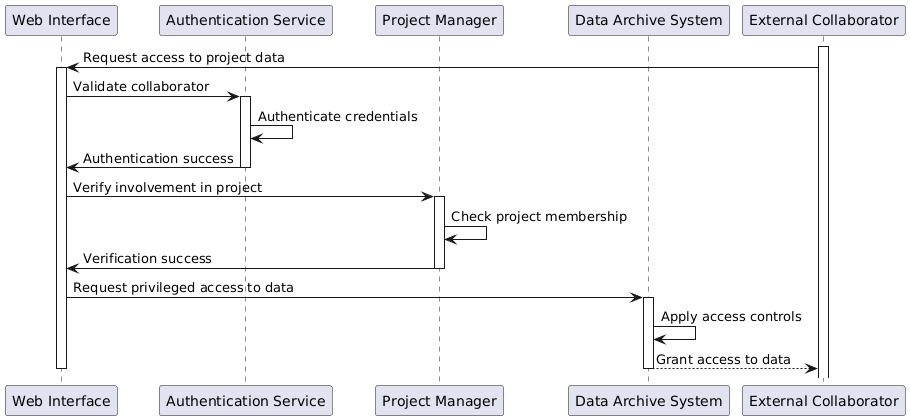 Web Interface
Authentication Service
Project Manager
Data Archive System
External Collaborator
Request access to project data
Validate collaborator
Authenticate credentials
Authentication success
Verify involvement in project
Check project membership
Verification success
Request privileged access to data
Apply access controls
Grant access to data
Web Interface
Authentication Service
Project Manager
Data Archive System
External Collaborator